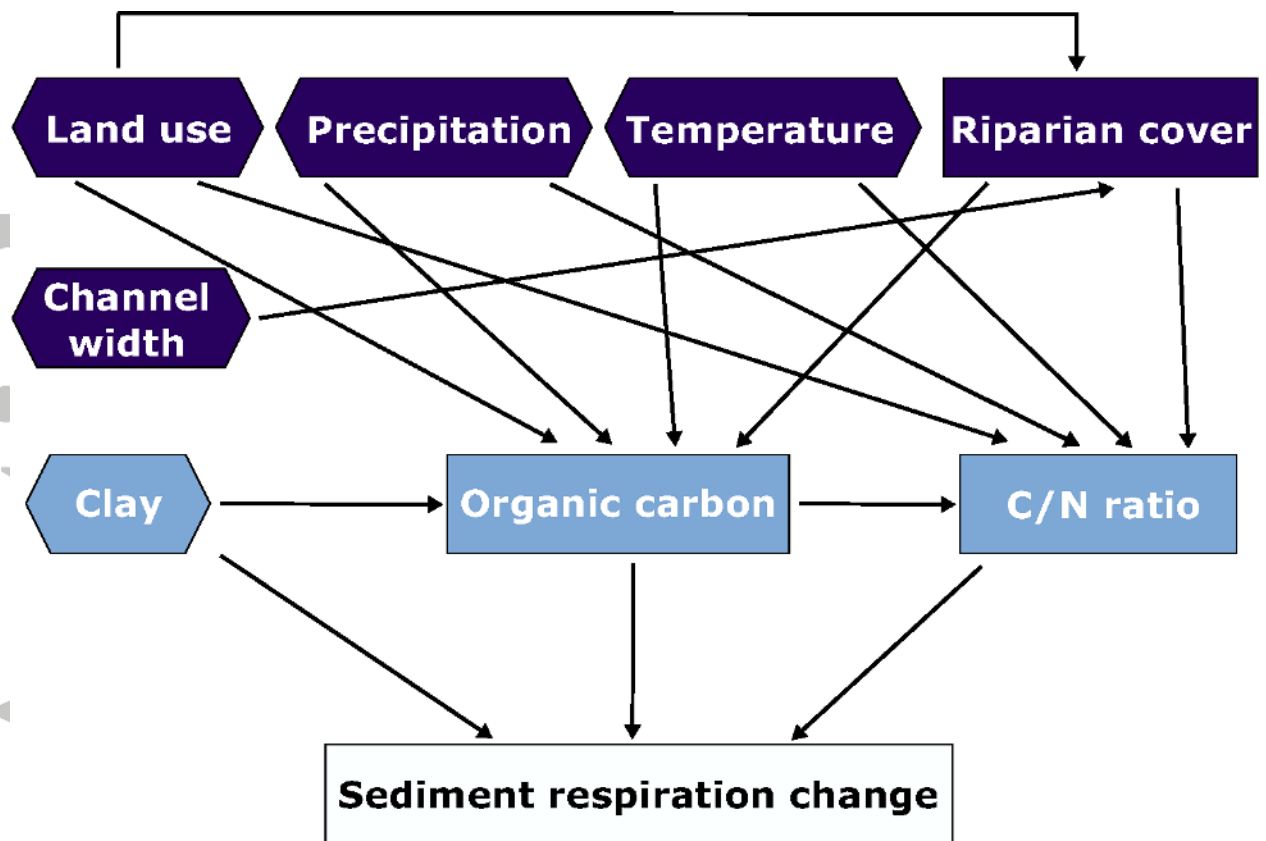 Land use
Precipitation
Temperature
Riparian cover
Channel
width
Clay
Organic carbon
C/N ratio
Sediment respiration change